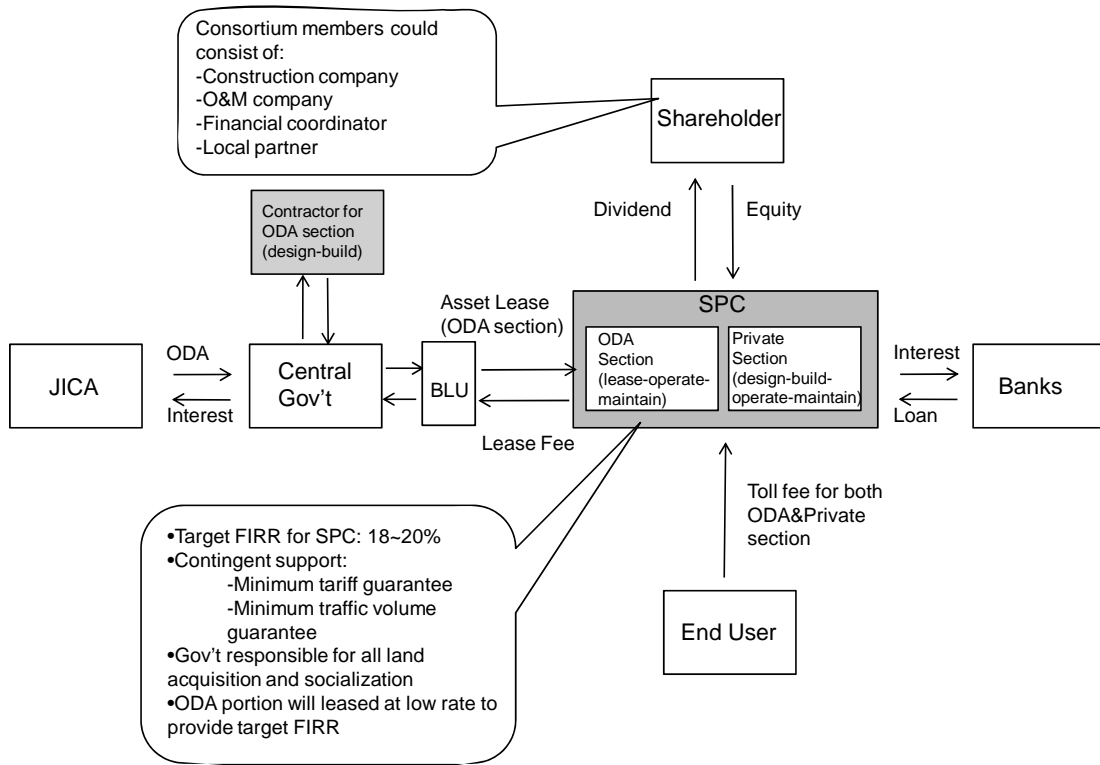 Consortium members could
consist of:
-Construction company
-O&M company
-Financial coordinator
-Local partner
Shareholder
Contractor for
ODA section
(design-build)
Dividend
Equity
Asset Lease
(ODA section)
SPC
ODA
Section
(lease-operate-
maintain)
Private
Section
(design-build-
operate-maintain)
JICA
ODA
Interest
Central
Gov't
BLU
Lease Fee
Interest
Loan
Banks
Toll fee for both
ODA&Private
section
End User
•Target FIRR for SPC: 18~20%
•Contingent support:
-Minimum tariff guarantee
-Minimum traffic volume
guarantee
•Gov't responsible for all land
acquisition and socialization
•ODA portion will leased at low rate to
provide target FIRR